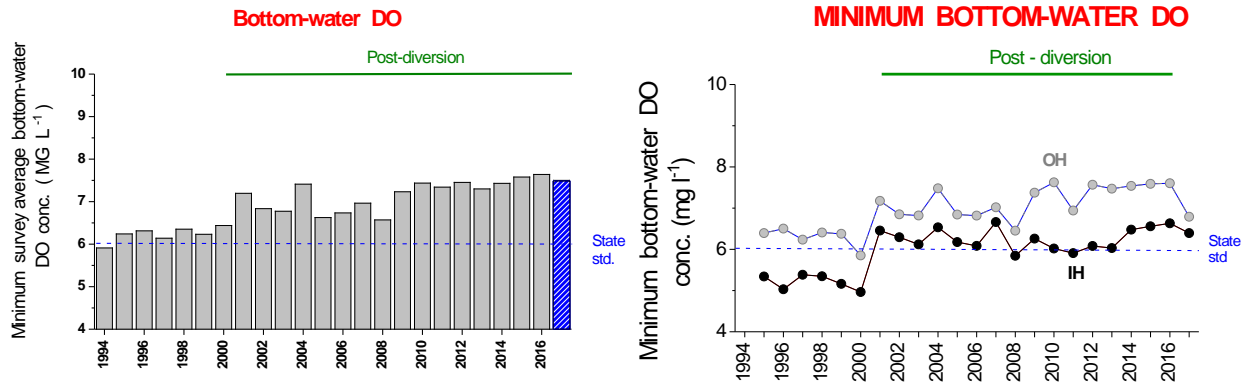 Bottom-water DO
Post-diversion
Minimum survey average bottom-water
DO conc. ( MG L -1 )
10
9
8
7
6
5
4
1994
1996
1998
2000
2002
2004
2006
2008
2010
2012
2014
2016
State
std.
MINIMUM BOTTOM-WATER DO
Post - diversion
Minimum bottom-water DO
conc. (mg l-1)
10
8
6
4
OH
IH
1994
1996
1998
2000
2002
2004
2006
2008
2010
2012
2014
2016
State
std